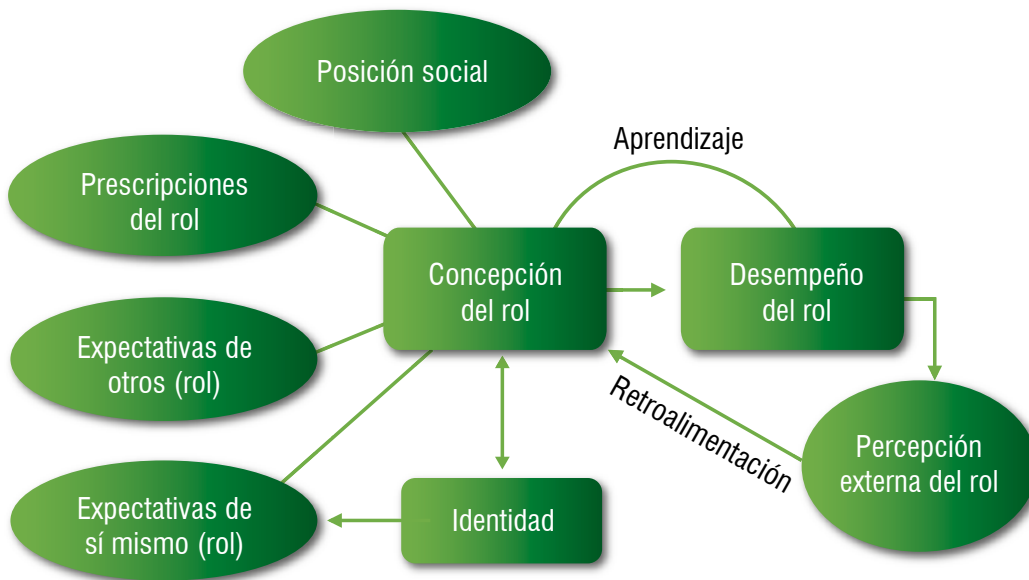 Posición social
Aprendizaje
Prescripciones
del rol
Concepción
del rol
Desempeño
del rol
Expectativas de
otros (rol)
Retroalimentación
Percepción
externa del rol
Expectativas de
sí mismo (rol)
Identidad